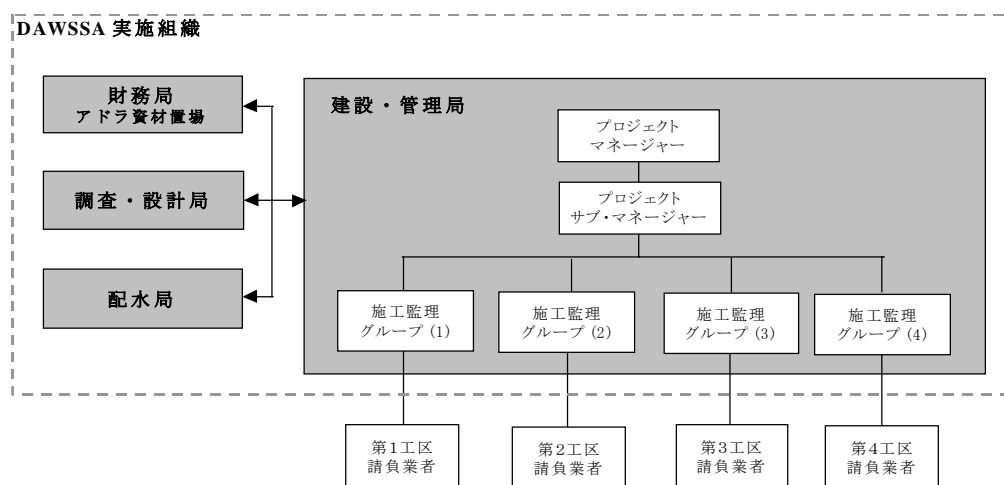 DAWSSA 実施組織
財務局
アドラ資材置場
調査・設計局
配水局
建設・管理局
プロジェクト
マネージャー
プロジェクト
サブ・マネージャー
施工監理
グループ (1)
施工監理
グループ (2)
施工監理
グループ (3)
施工監理
グループ (4)
第1工区
請負業者
第2工区
請負業者
第3工区
請負業者
第4工区
請負業者